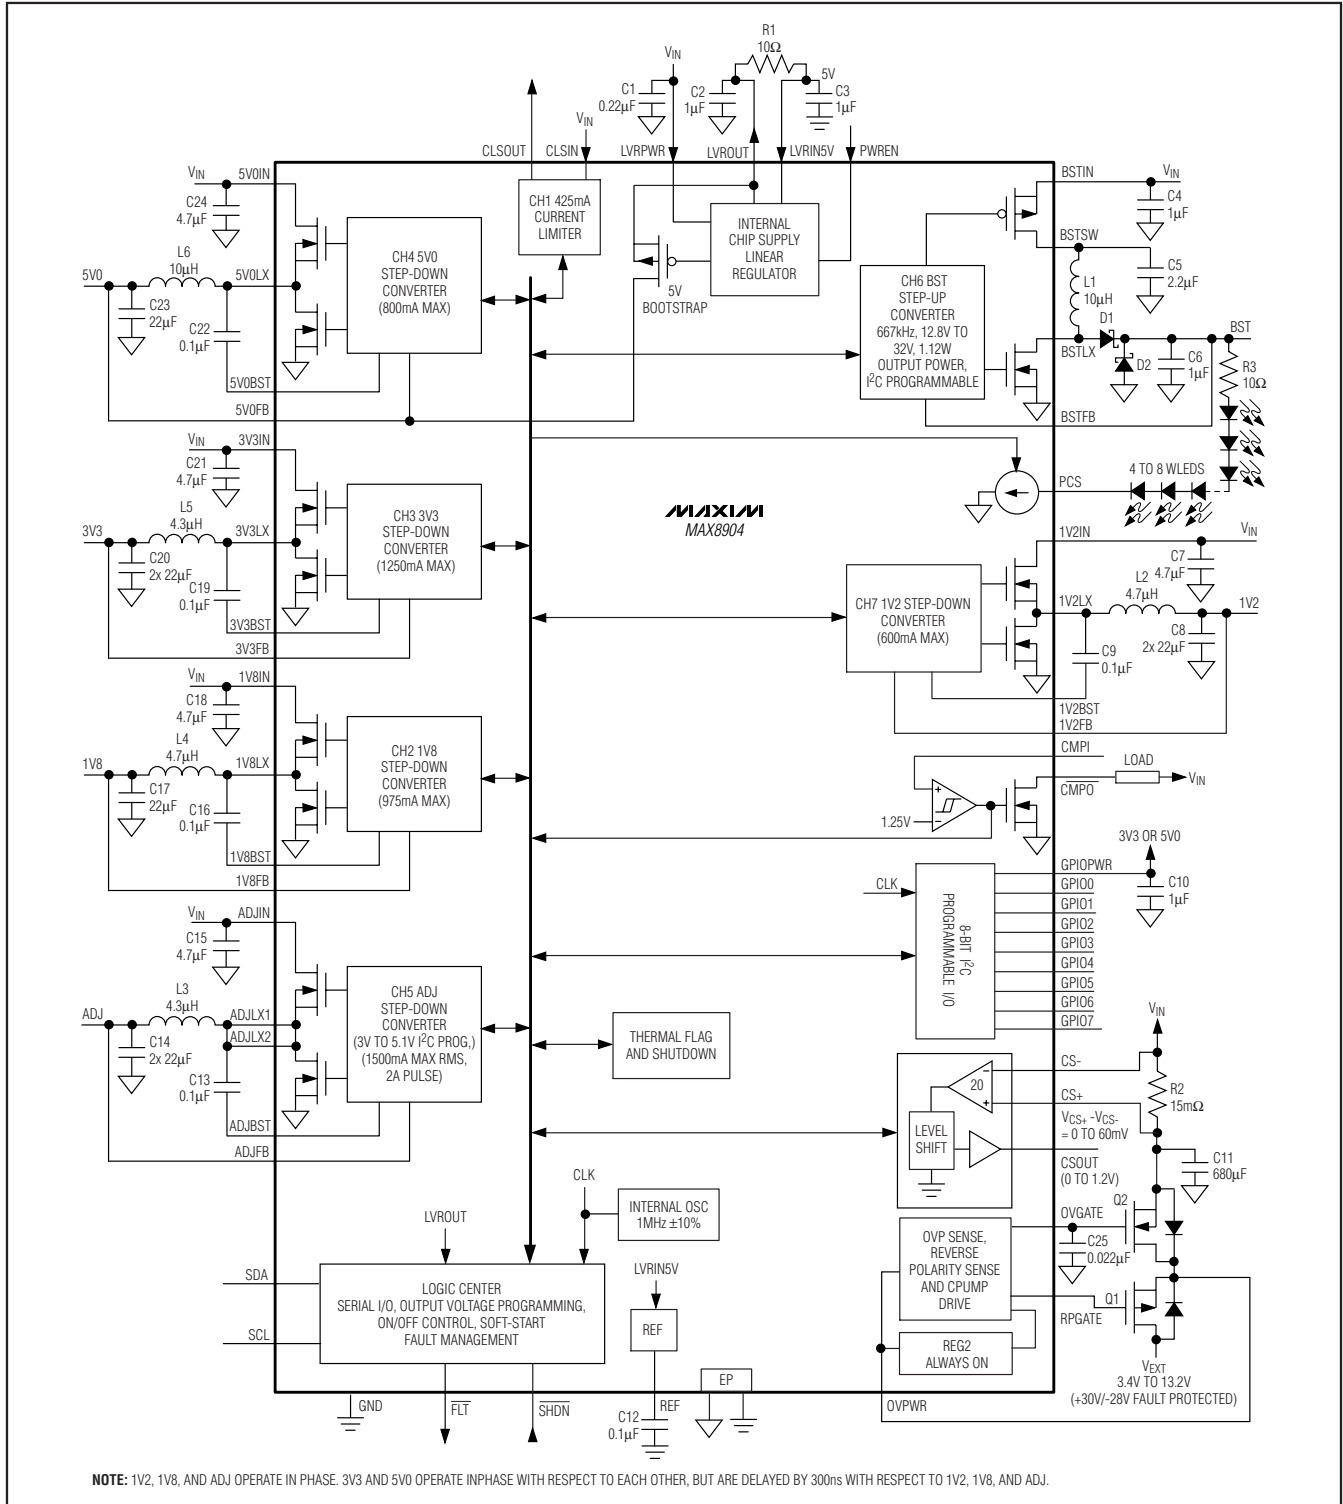 R1
10Ω
VIN
C1
0.22μF
C2
1μF
5V
C3
1μF
VIN
CLSOUT
CLSIN
LVRPWR
LVROUT
LVRIN5V
PWREN
VIN
5V0IN
C24
4.7μF
L6
10μH
5V0
5V0LX
C23
22μF
C22
0.1μF
5V0BST
5V0FB
CH4 5V0
STEP-DOWN
CONVERTER
(800mA MAX)
CH1 425mA
CURRENT
LIMITER
INTERNAL
CHIP SUPPLY
LINEAR
REGULATOR
5V
BOOTSTRAP
CH6 BST
STEP-UP
CONVERTER
667kHz, 12.8V TO
32V, 1.12W
OUTPUT POWER,
I2C PROGRAMMABLE
BSTIN
VIN
C4
1μF
BSTSW
L1
10μH
C5
2.2μF
D1
BST
BSTLX
D2
C6
1μF
R3
10Ω
BSTFB
4 TO 8 WLEDS
PCS
VIN
3V3IN
C21
4.7μF
L5
4.3μH
3V3
3V3LX
C20
2x 22μF
C19
0.1μF
3V3BST
3V3FB
CH3 3V3
STEP-DOWN
CONVERTER
(1250mA MAX)
MAXIM
MAX8904
1V2IN
VIN
C7
4.7μF
L2
4.7μH
CH7 1V2 STEP-DOWN
CONVERTER
(600mA MAX)
1V2LX
1V2
C8
2x 22μF
C9
0.1μF
1V2BST
1V2FB
VIN
1V8IN
C18
4.7μF
L4
4.7μH
1V8
1V8LX
C17
22μF
C16
0.1μF
1V8BST
1V8FB
CH2 1V8
STEP-DOWN
CONVERTER
(975mA MAX)
CMPI
LOAD
VIN
CMPO
+
−
1.25V
3V3 OR 5V0
GPIOPWR
C10
1μF
CLK
8-BIT I2C
PROGRAMMABLE I/O
GPIO0
GPIO1
GPIO2
GPIO3
GPIO4
GPIO5
GPIO6
GPIO7
VIN
ADJIN
C15
4.7μF
L3
4.3μH
ADJ
ADJLX1
ADJLX2
C14
2x 22μF
C13
0.1μF
ADJBST
ADJFB
CH5 ADJ
STEP-DOWN
CONVERTER
(3V TO 5.1V I2C PROG,)
(1500mA MAX RMS,
2A PULSE)
THERMAL FLAG
AND SHUTDOWN
VIN
CS-
20
−
+
CS+
R2
15mΩ
VCS+ -VCS-
= 0 TO 60mV
LEVEL
SHIFT
CSOUT
(0 TO 1.2V)
C11
680μF
CLK
INTERNAL OSC
1MHz ±10%
LVROUT
OVP SENSE,
REVERSE
POLARITY SENSE
AND CPUMP
DRIVE
OVGATE
Q2
C25
0.022μF
Q1
RPGATE
REG2
ALWAYS ON
VEXT
3.4V TO 13.2V
(+30V/-28V FAULT PROTECTED)
OVPWR
SDA
SCL
LOGIC CENTER
SERIAL I/O, OUTPUT VOLTAGE PROGRAMMING,
ON/OFF CONTROL, SOFT-START
FAULT MANAGEMENT
LVRIN5V
REF
EP
GND
FLT
SHDN
REF
C12
0.1μF
NOTE: 1V2, 1V8, AND ADJ OPERATE IN PHASE. 3V3 AND 5V0 OPERATE INPHASE WITH RESPECT TO EACH OTHER, BUT ARE DELAYED BY 300ns WITH RESPECT TO 1V2, 1V8, AND ADJ.